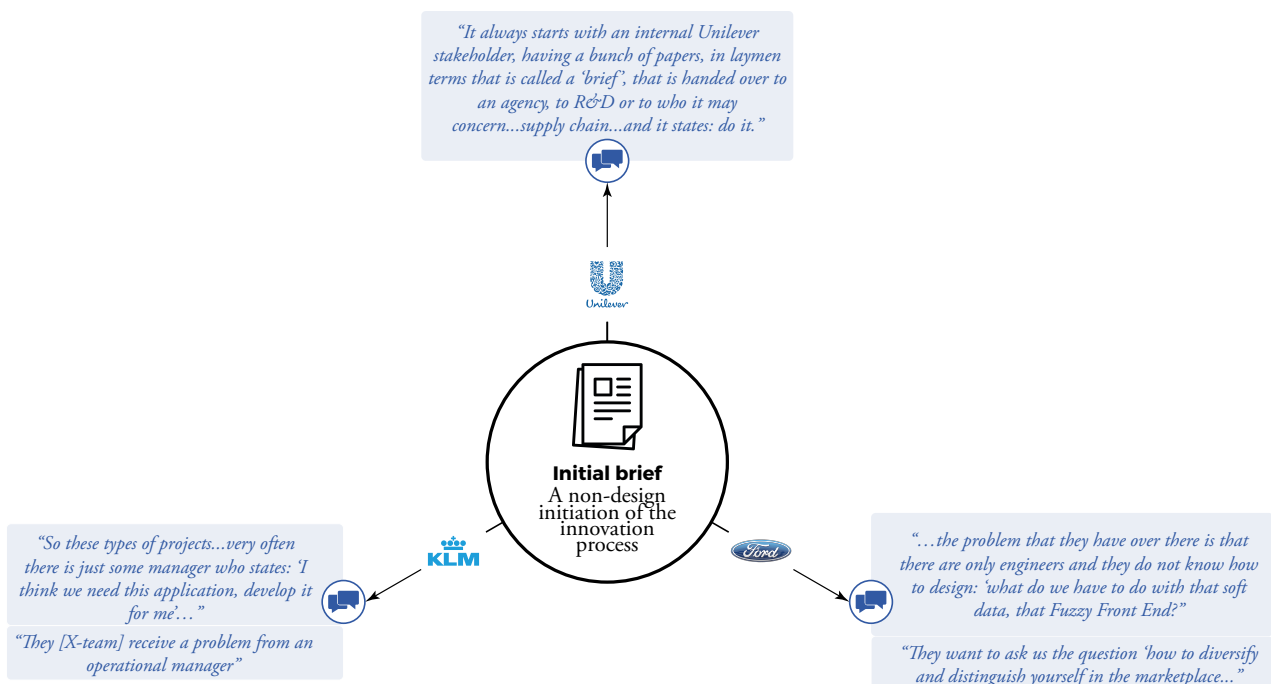 “It always starts with an internal Unilever
stakeholder, having a bunch of papers, in laymen
terms that is called a ‘brief’, that is handed over to
an agency, to R&D or to who it may
concern...supply chain...and it states: do it.”
Unilever
Initial brief
A non-design
initiation of the
innovation
process
KLM
Ford
“So these types of projects...very often
there is just some manager who states: ‘I
think we need this application, develop it
for me’…”
“They [X-team] receive a problem from an
operational manager”
“…the problem that they have over there is that
there are only engineers and they do not know how
to design: ‘what do we have to do with that soft
data, that Fuzzy Front End?”
“They want to ask us the question ‘how to diversify
and distinguish yourself in the marketplace...”